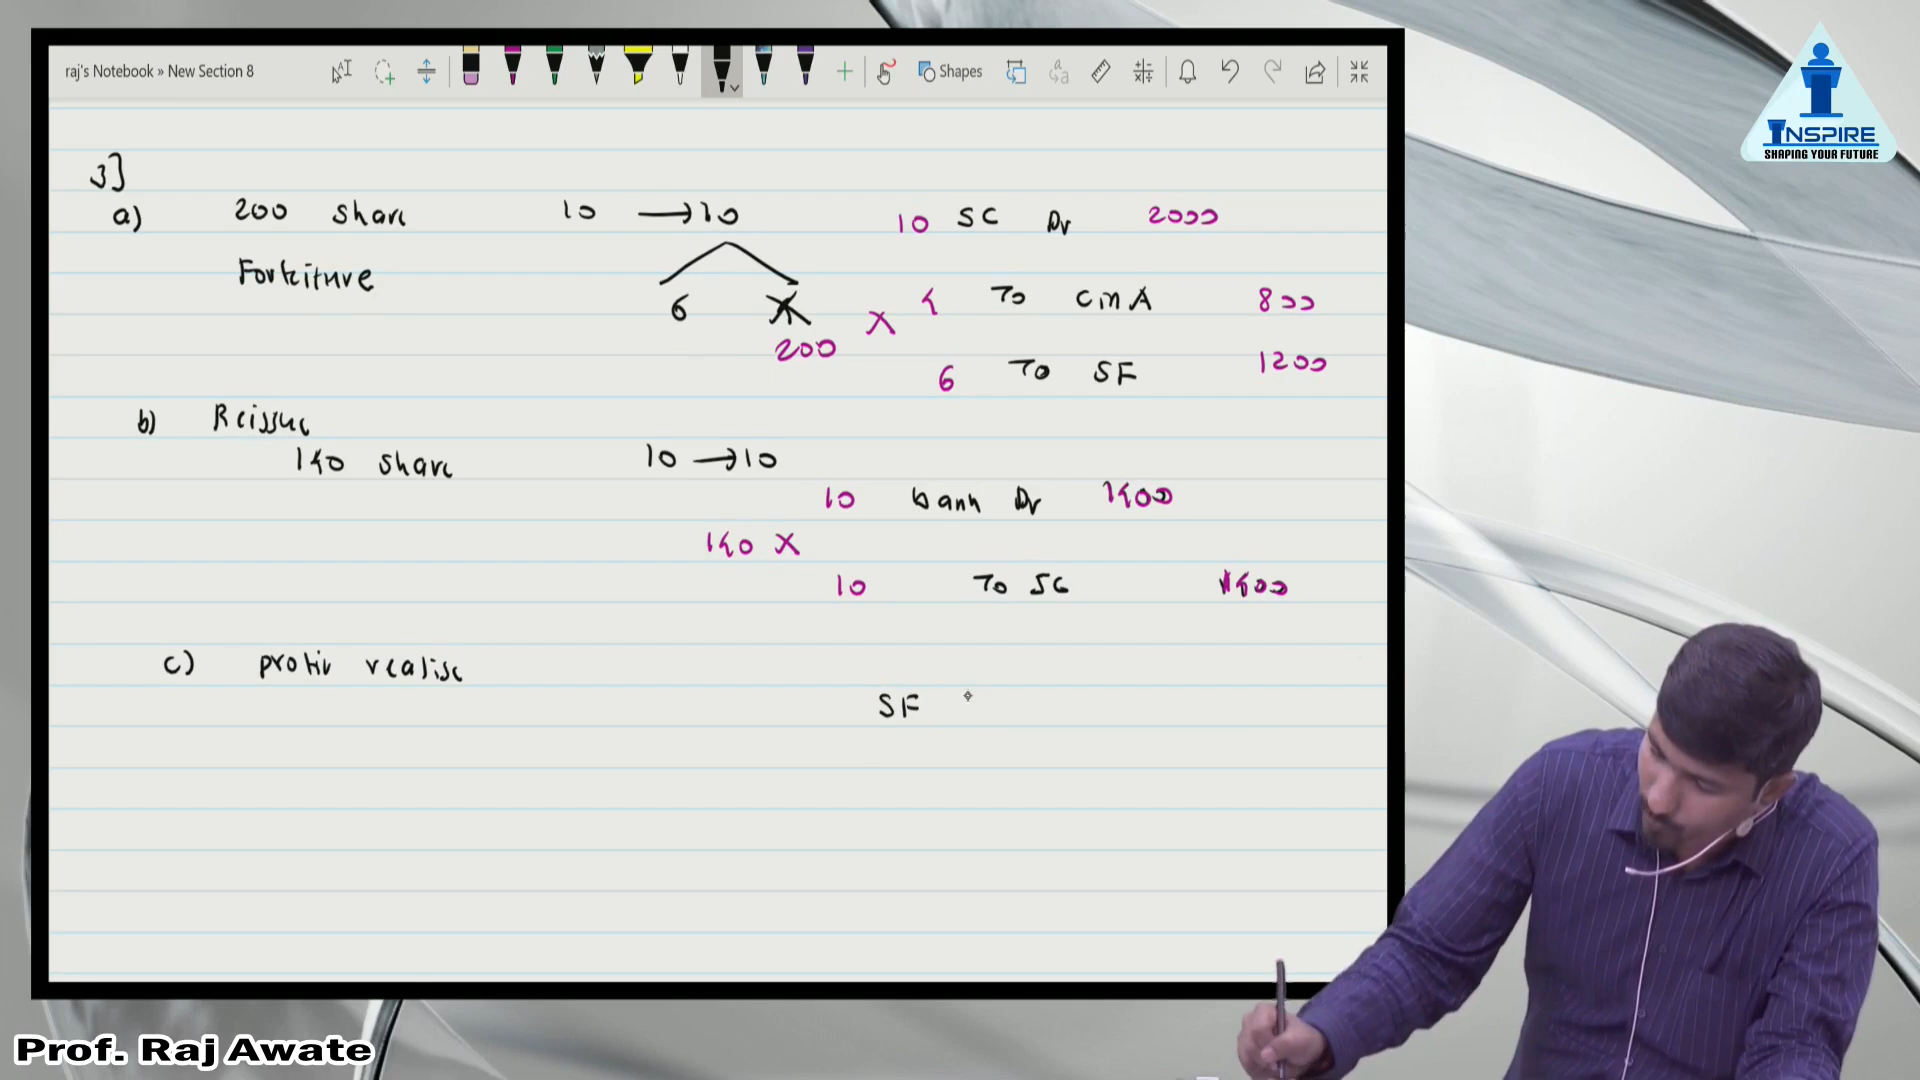 raj's Notebook » New Section 8
Shapes
INSPIRE
SHAPING YOUR FUTURE
3]
a) 200 share 10 → 10 10 SC Dr 2000
Forfeiture
6 4 200 X 4 To CinA 800
6 To SF 1200
b) Reissue
140 share 10 → 10
10 bank Dr 1400
140 X
10 To SC 1400
c) profit realise
SF
Prof. Raj Awate